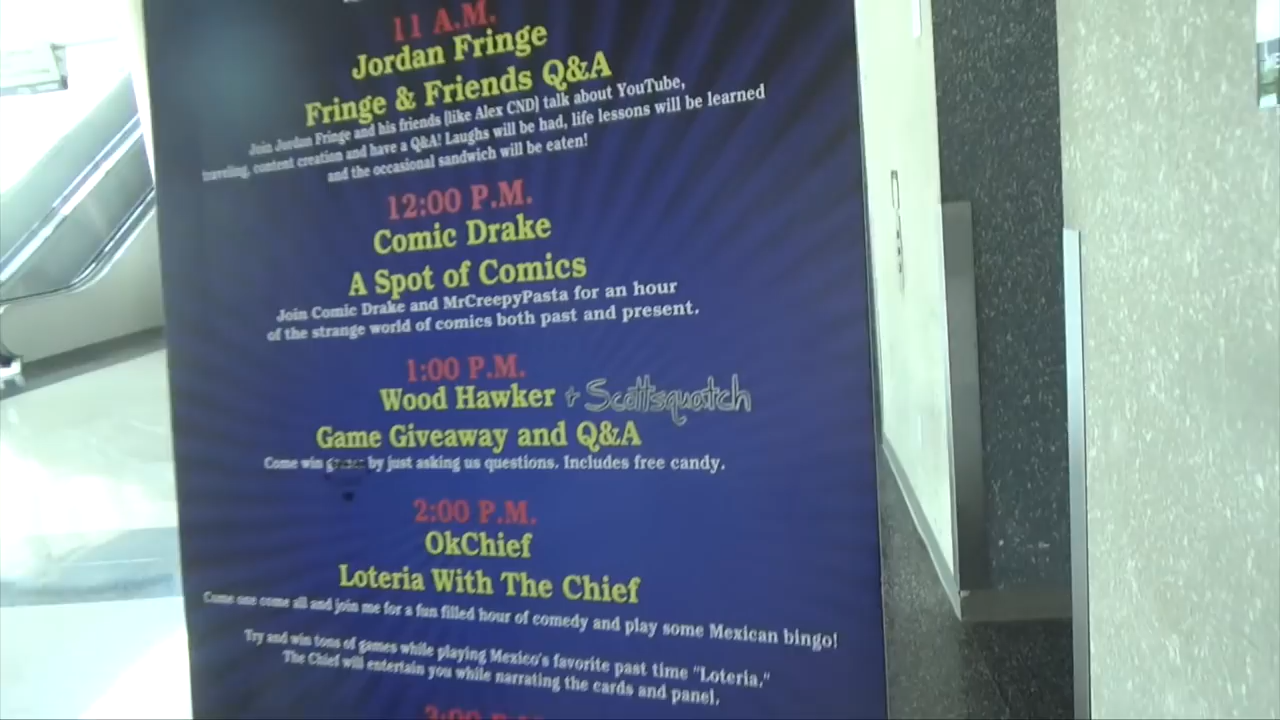 11 A.M.
Jordan Fringe
Fringe & Friends Q&A
Join Jordan Fringe and his friends (like Alex CND) talk about YouTube,
traveling, content creation and have a Q&A! Laughs will be had, life lessons will be learned
and the occasional sandwich will be eaten!
12:00 P.M.
Comic Drake
A Spot of Comics
Join Comic Drake and MrCreepyPasta for an hour
of the strange world of comics both past and present.
1:00 P.M.
Wood Hawker + Scottsquatch
Game Giveaway and Q&A
Come win games by just asking us questions. Includes free candy.
2:00 P.M.
OkChief
Loteria With The Chief
Come one come all and join me for a fun filled hour of comedy and play some Mexican bingo!
Try and win tons of games while playing Mexico's favorite past time "Loteria."
The Chief will entertain you while narrating the cards and panel.
3:00 P.M.